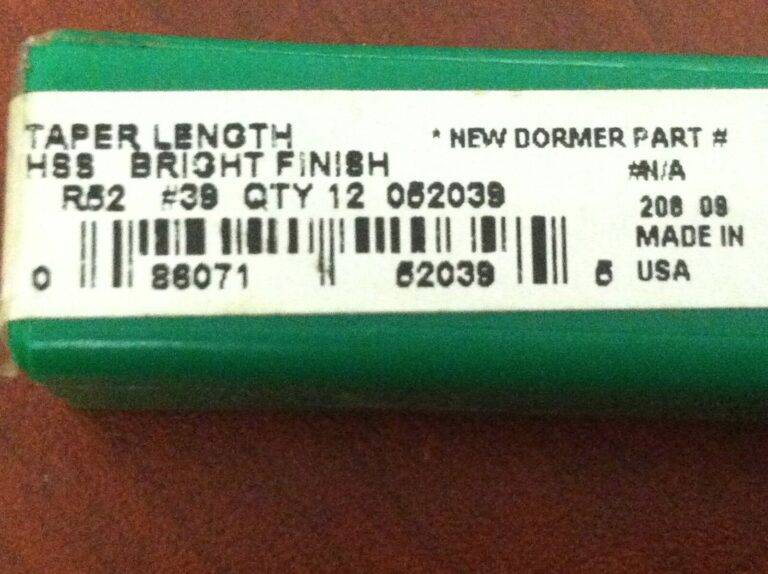 TAPER LENGTH
HSS BRIGHT FINISH
R52 #39 QTY 12 052039
0 86071 52039 5
* NEW DORMER PART #
#N/A
206 09
MADE IN
USA